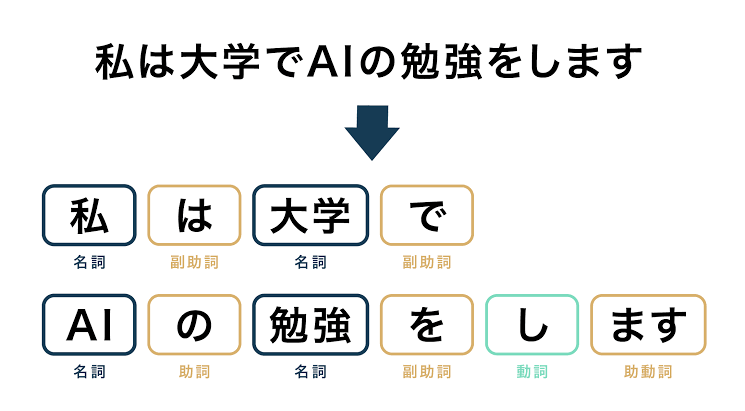 私は大学でAIの勉強をします
私 は 大学 で
名詞 副助詞 名詞 副助詞
AI の 勉強 を し ます
名詞 助詞 名詞 副助詞 動詞 助動詞